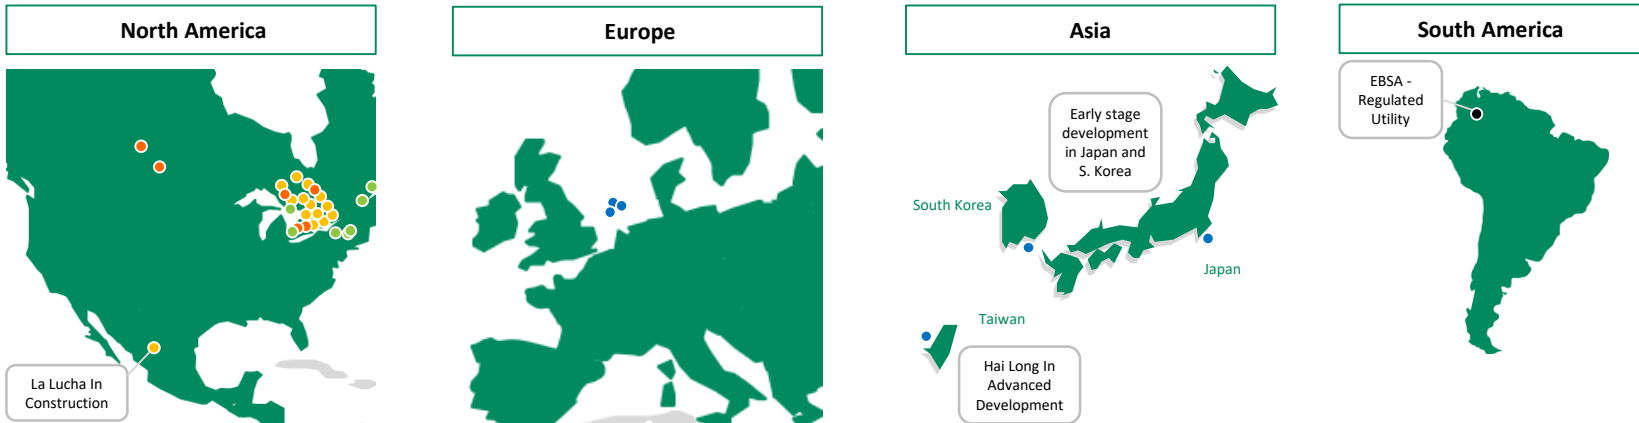 North America
Europe
Asia
South America
La Lucha In
Construction
Early stage
development
in Japan and
S. Korea
South Korea
Japan
Taiwan
Hai Long In
Advanced
Development
EBSA -
Regulated
Utility